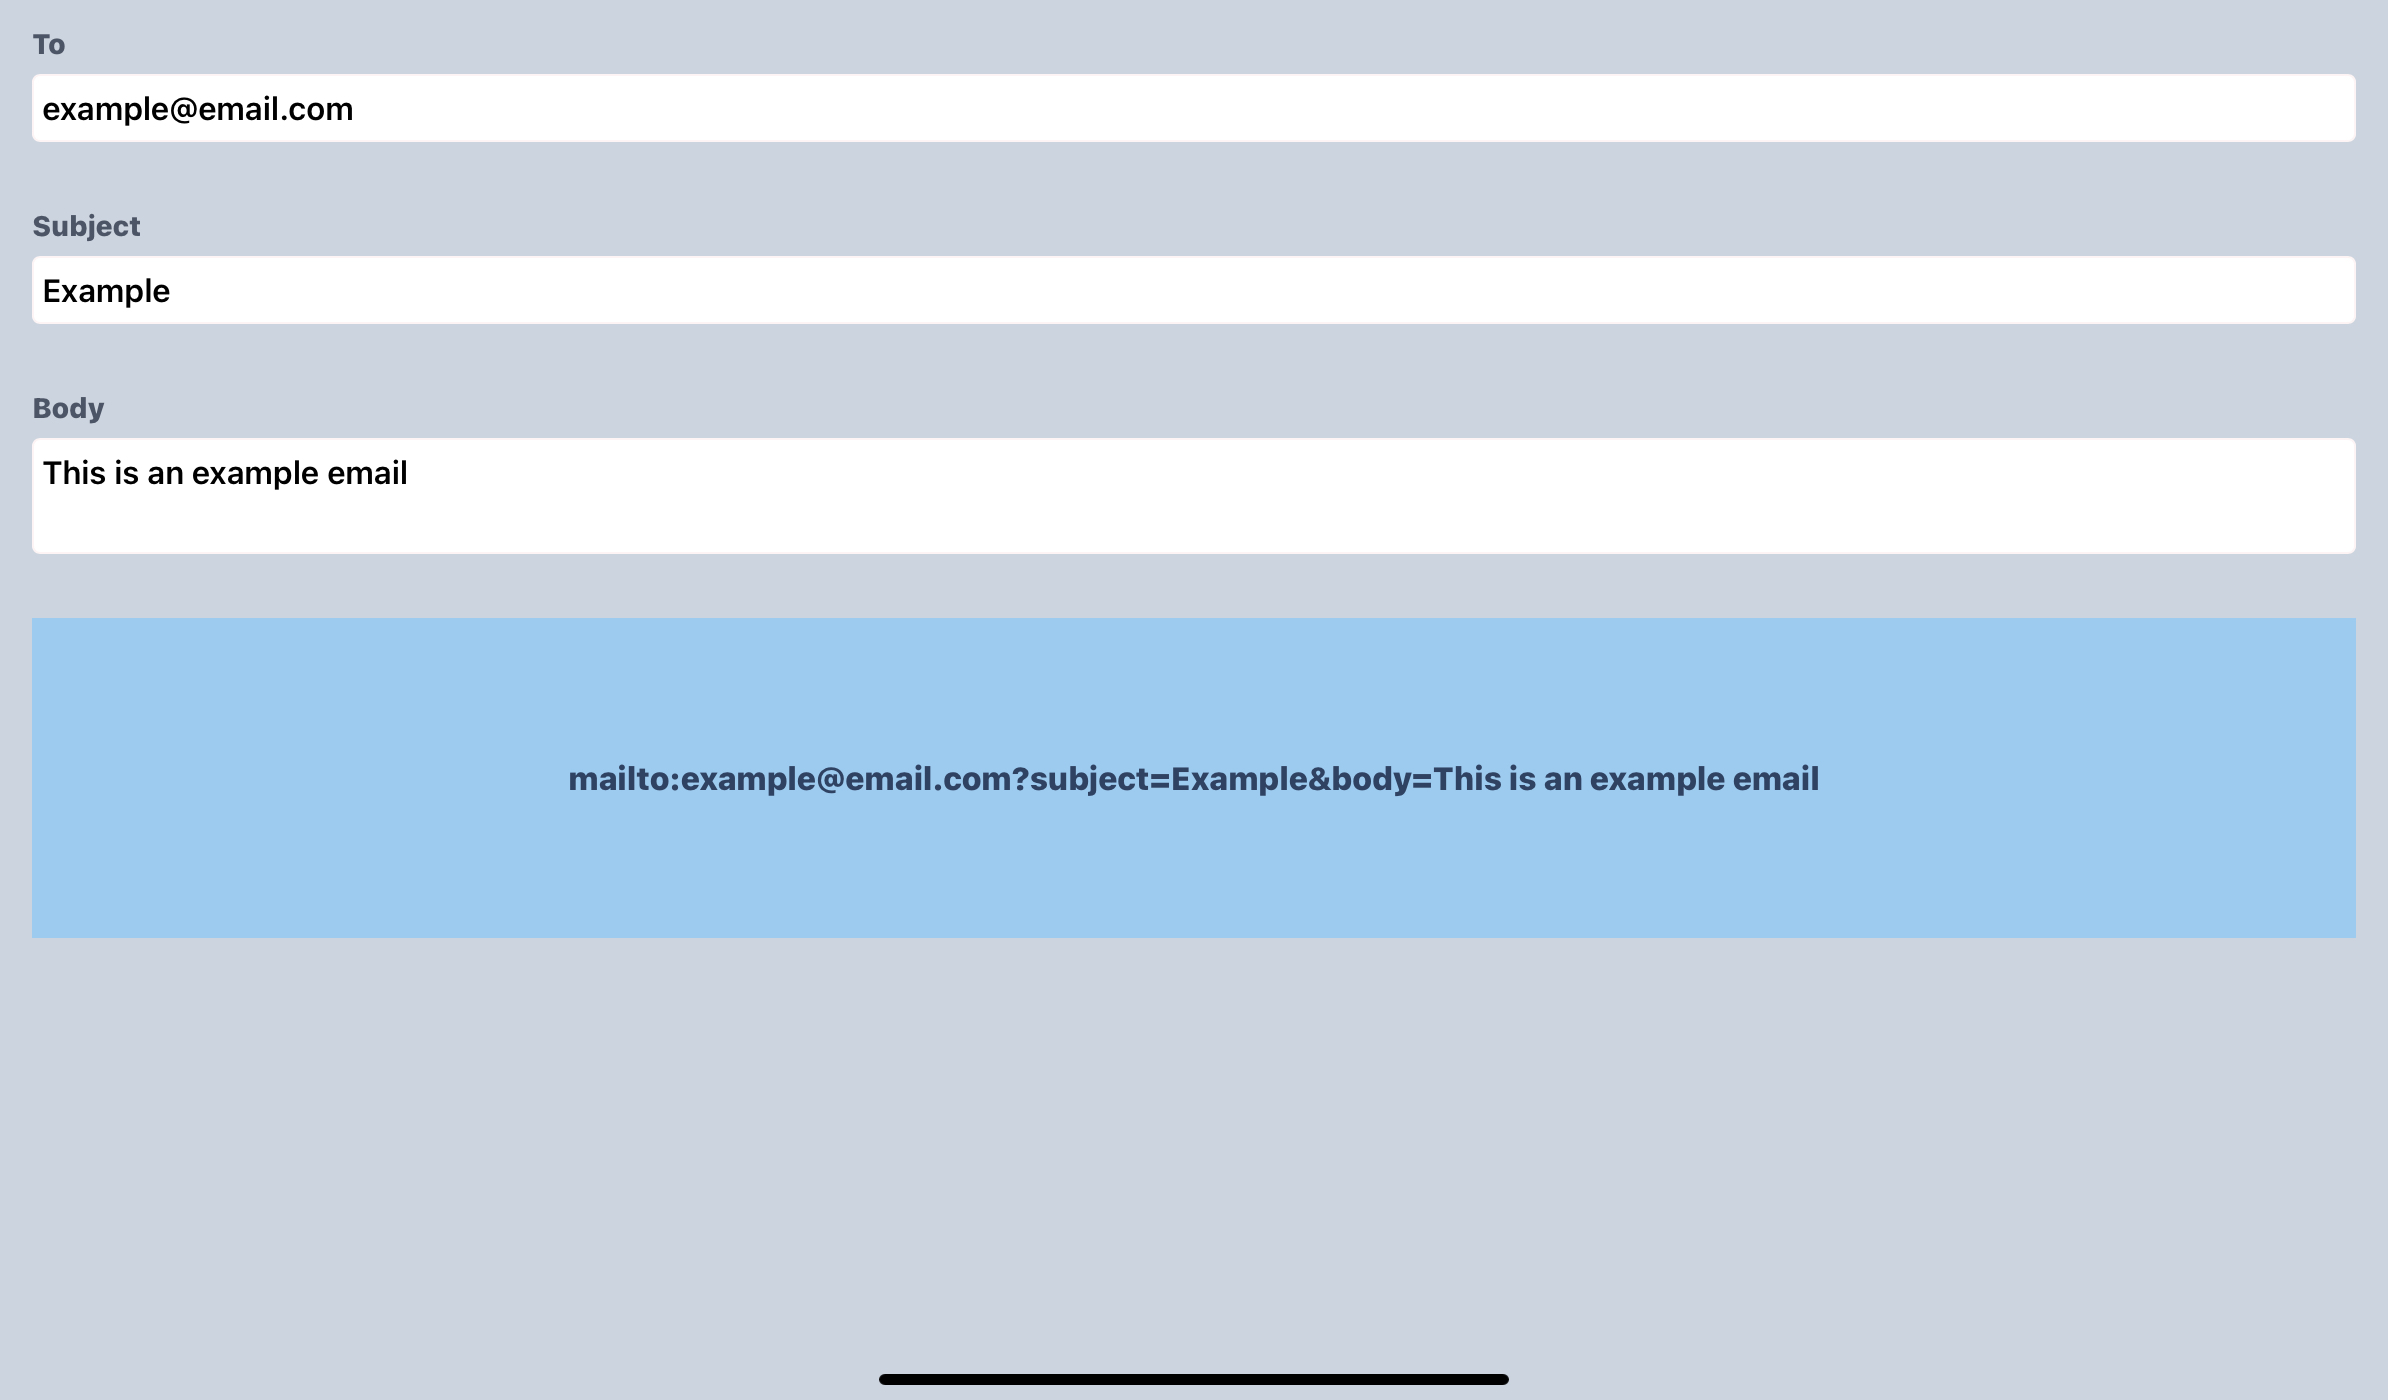 To
example@email.com
Subject
Example
Body
This is an example email
mailto:example@email.com?subject=Example&body=This is an example email